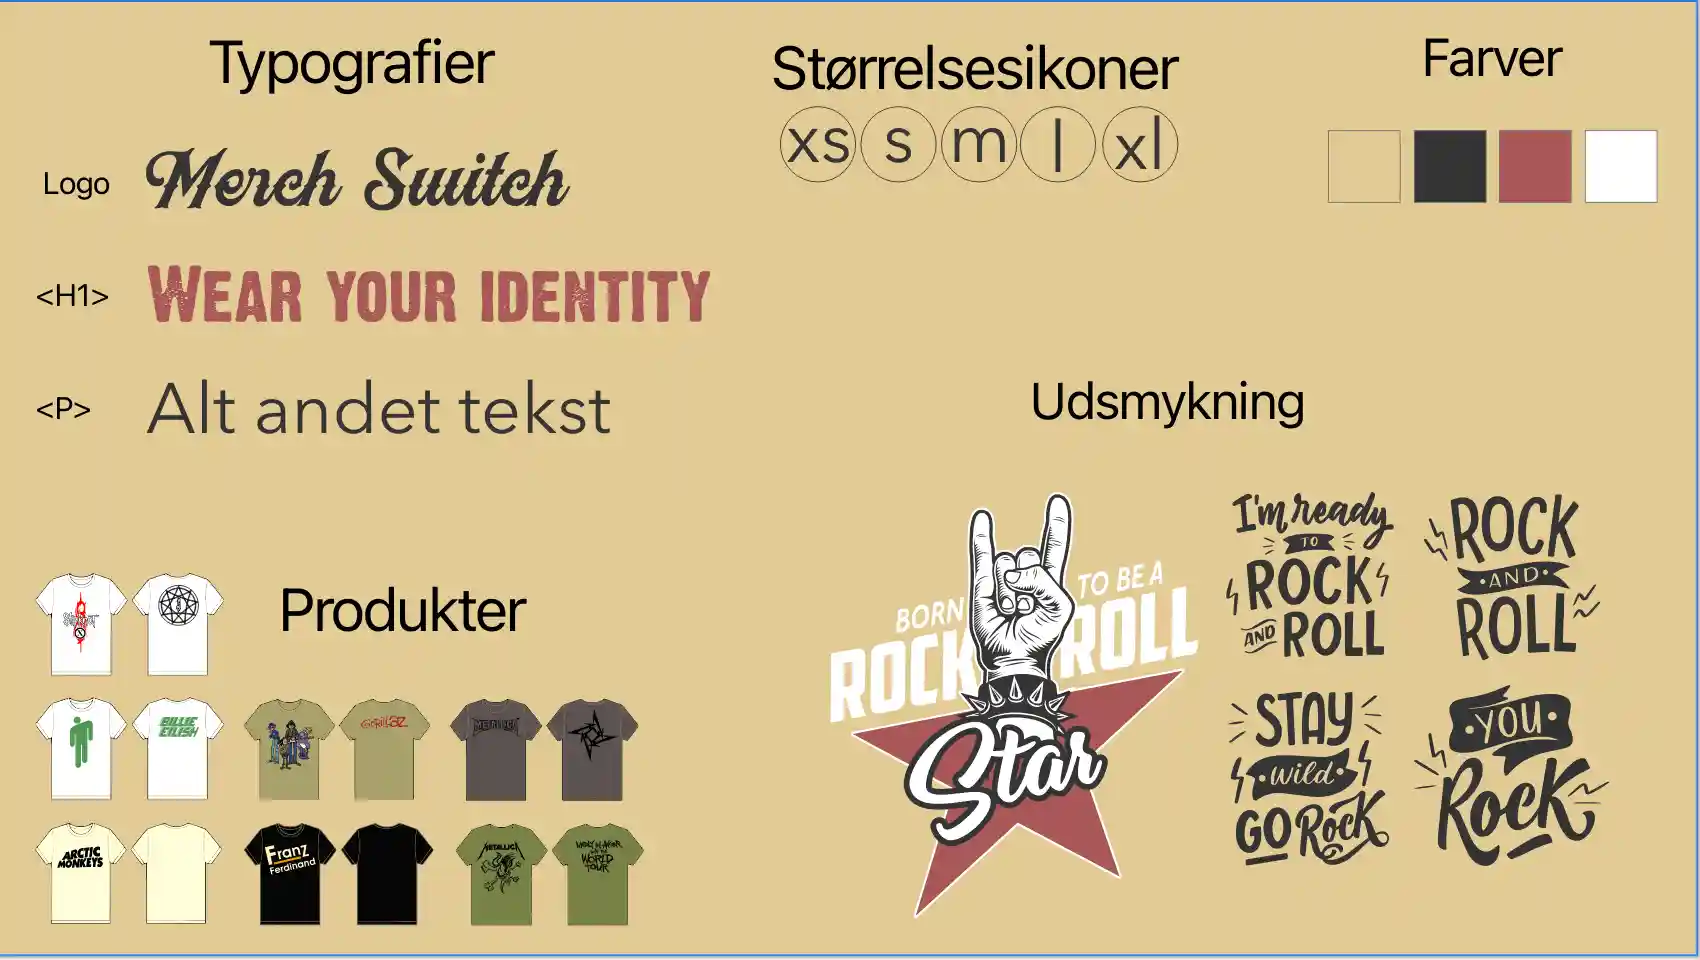 Typografier
Logo
Merch Switch
<H1>
WEAR YOUR IDENTITY
<P>
Alt andet tekst
Størrelsesikoner
xs s m l xl
Farver
Udsmykning
BORN TO BE A
ROCK ROLL
Star
I'm ready
TO
ROCK
AND ROLL
ROCK
AND
ROLL
STAY
wild
GO Rock
YOU
Rock
Produkter
BILLIE
EILISH
GORILLAZ
METALLICA
ARCTIC
MONKEYS
Franz
Ferdinand
METALLICA
WORLD
TOUR